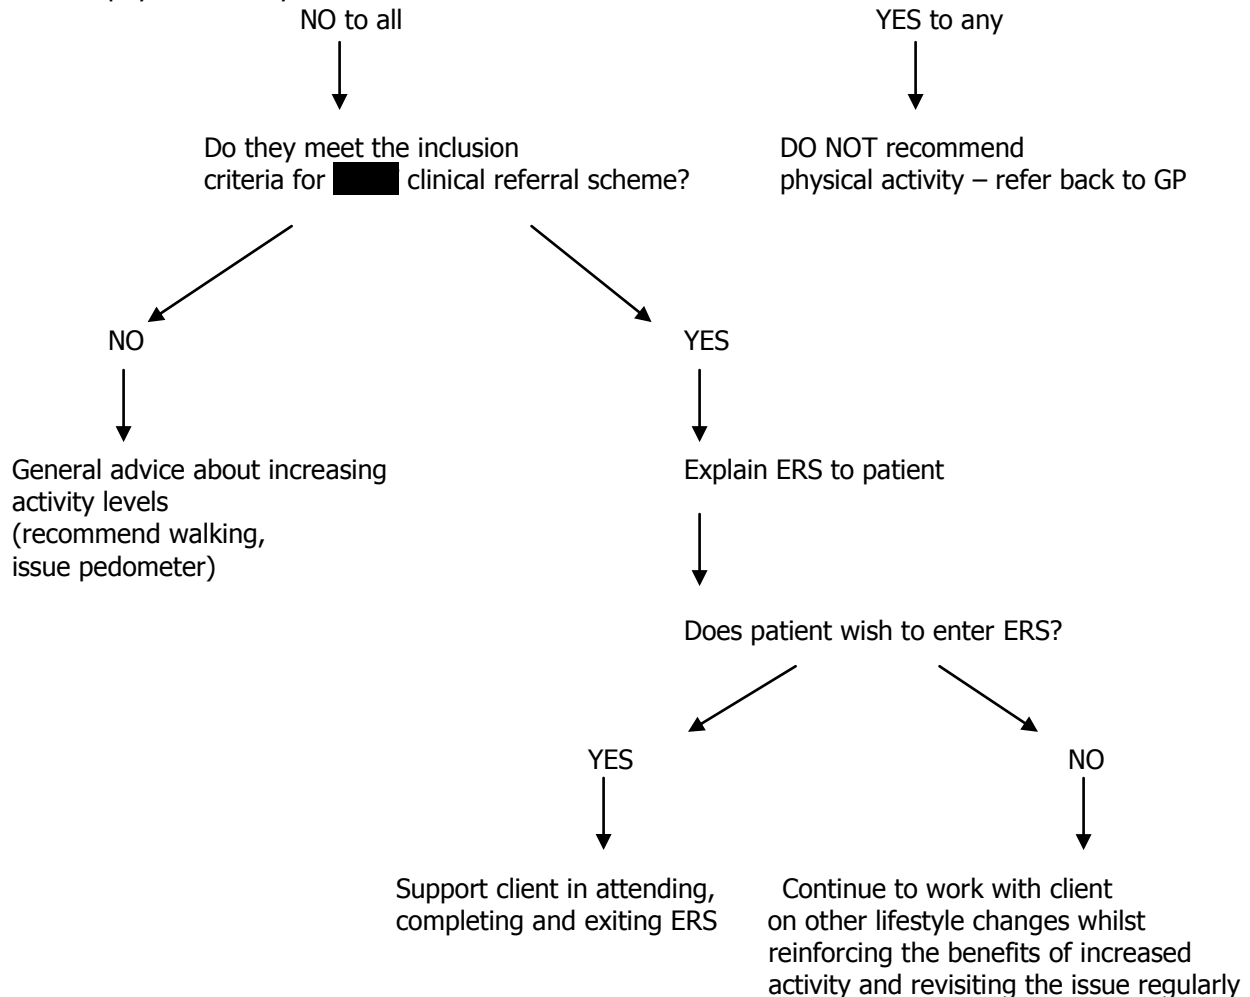 NO to all
YES to any
Do they meet the inclusion
criteria for clinical referral scheme?
DO NOT recommend
physical activity – refer back to GP
NO
YES
General advice about increasing
activity levels
(recommend walking,
issue pedometer)
Explain ERS to patient
Does patient wish to enter ERS?
YES
NO
Support client in attending,
completing and exiting ERS
Continue to work with client
on other lifestyle changes whilst
reinforcing the benefits of increased
activity and revisiting the issue regularly